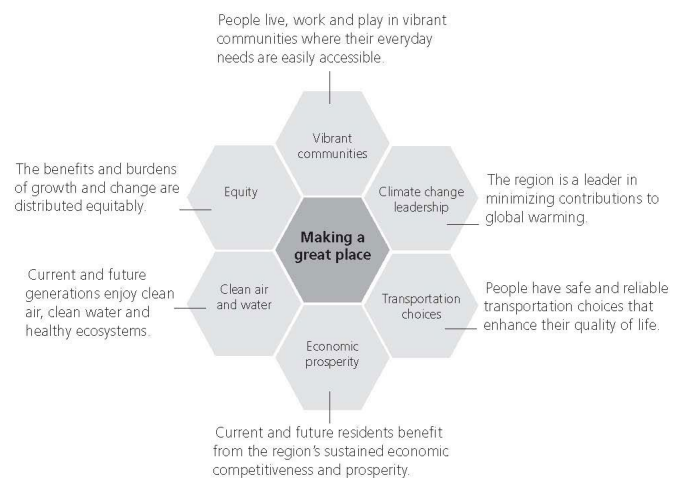 People live, work and play in vibrant
communities where their everyday
needs are easily accessible.
Vibrant
communities
The benefits and burdens
of growth and change are
distributed equitably.
Equity
Climate change
leadership
The region is a leader in
minimizing contributions to
global warming.
Making a
great place
Current and future
generations enjoy clean
air, clean water and
healthy ecosystems.
Clean air
and water
Transportation
choices
People have safe and reliable
transportation choices that
enhance their quality of life.
Economic
prosperity
Current and future residents benefit
from the region's sustained economic
competitiveness and prosperity.